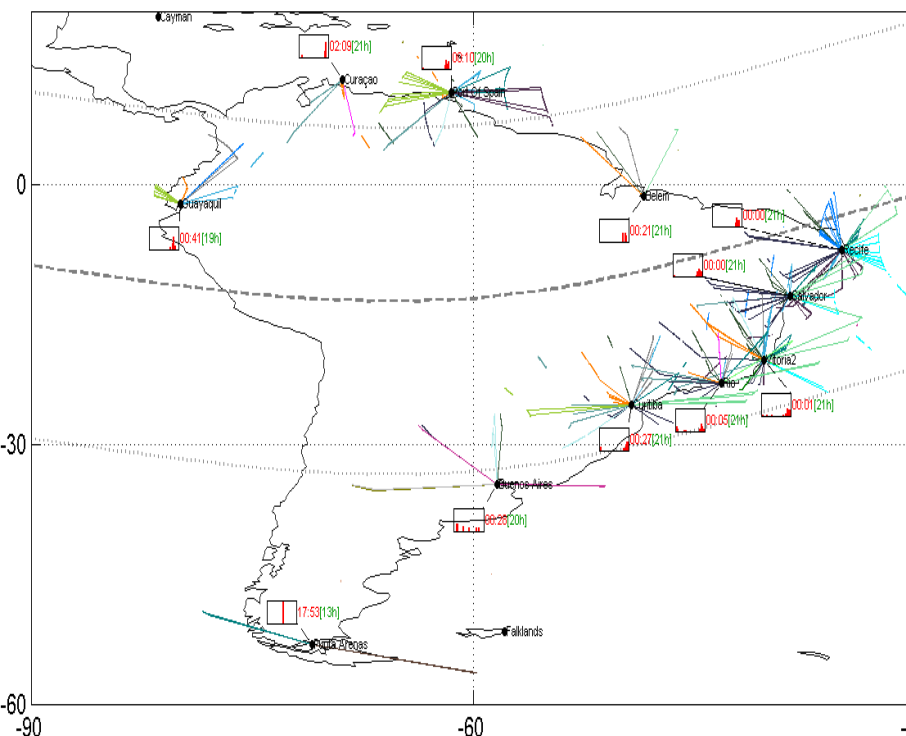 Cayman
02:09[21h]
Curaçao
00:10[20h]
Port Of Spain
0
Guayaquil
00:41[19h]
Belem
00:21[21h]
00:00[21h]
Recife
00:00[21h]
Salvador
Vitoria2
Rio
00:01[21h]
Curitiba
00:05[21h]
00:27[21h]
-30
Buenos Aires
00:28[20h]
17:53[13h]
Punta Arenas
Falklands
-60
-90
-60